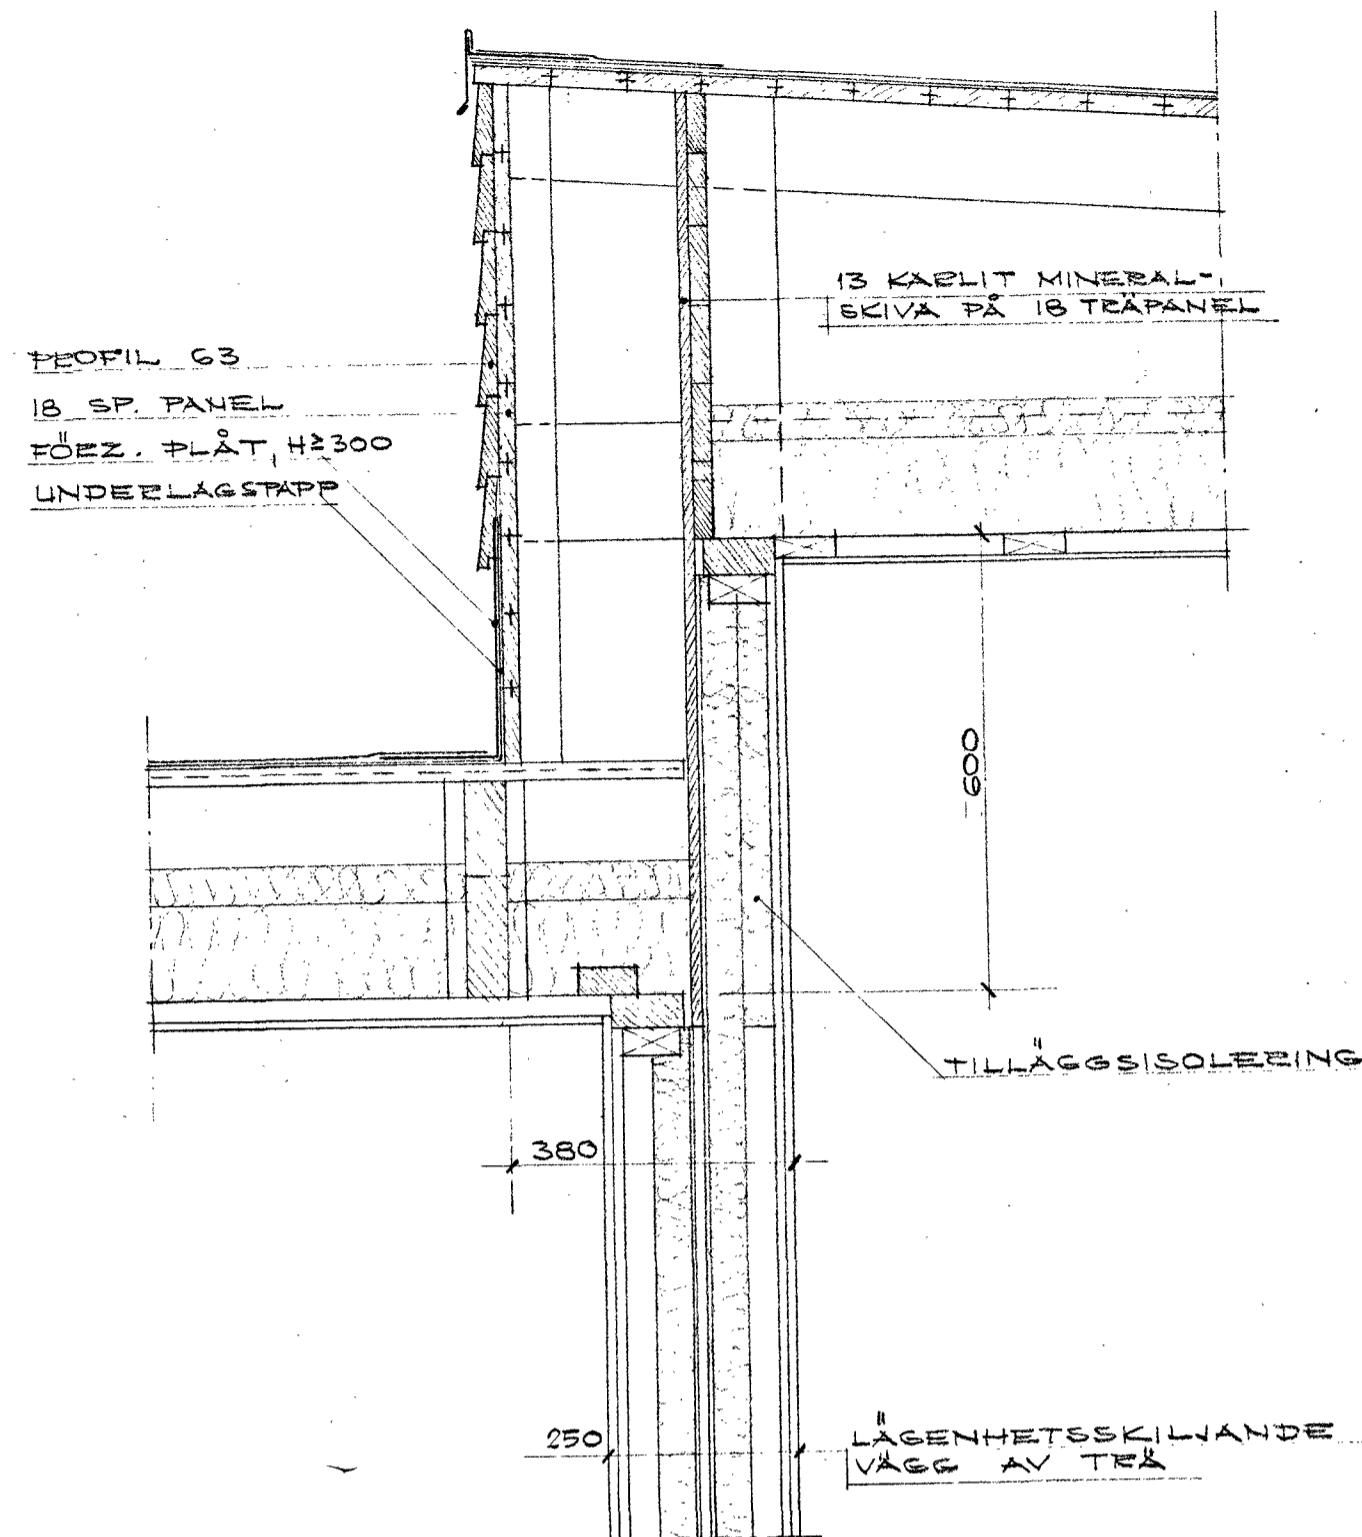 13 KARLIT MINERAL-
SKIVA PÅ 18 TRÄPANEL
PROFIL 63
18 SP. PANEL
FÖRZ. PLÅT, H≥300
UNDERLAGSPAPP
600
TILLÄGGSISOLERING
380
250
LÄGENHETSSKILJANDE
VÄGG AV TRÄ